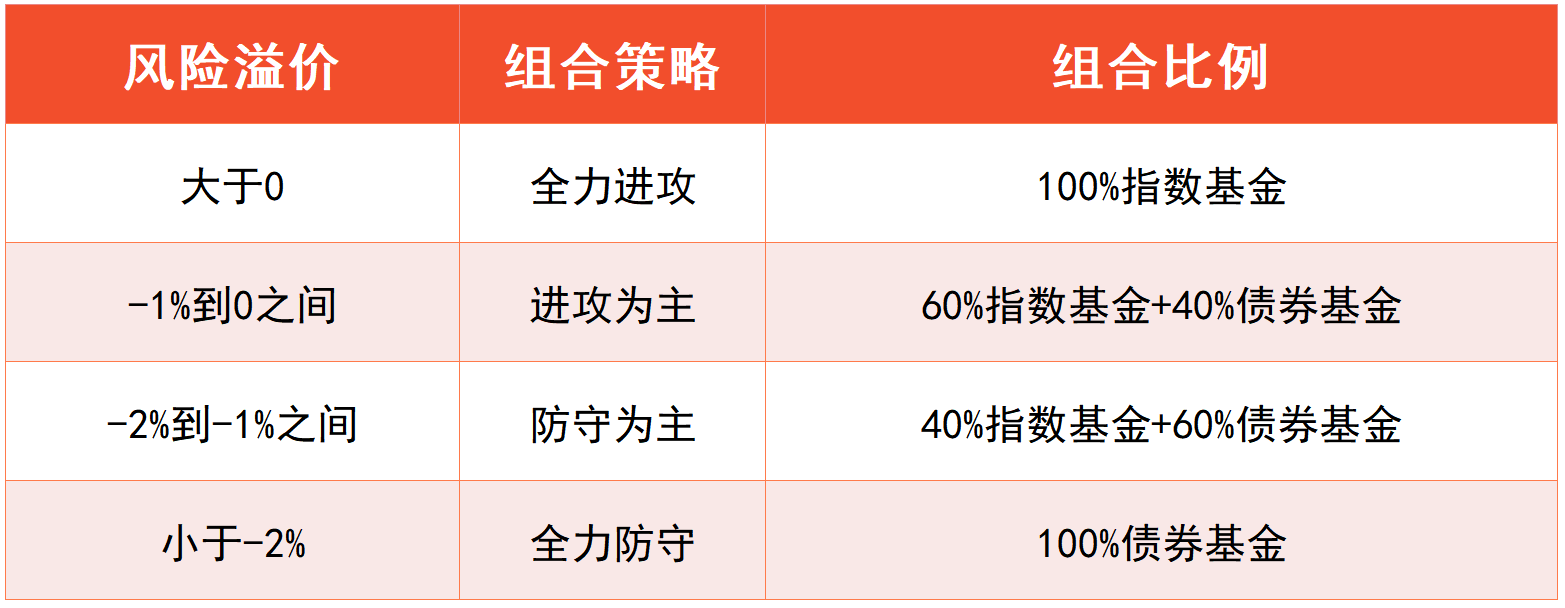 风险溢价 组合策略 组合比例
大于0 全力进攻 100%指数基金
-1%到0之间 进攻为主 60%指数基金+40%债券基金
-2%到-1%之间 防守为主 40%指数基金+60%债券基金
小于-2% 全力防守 100%债券基金